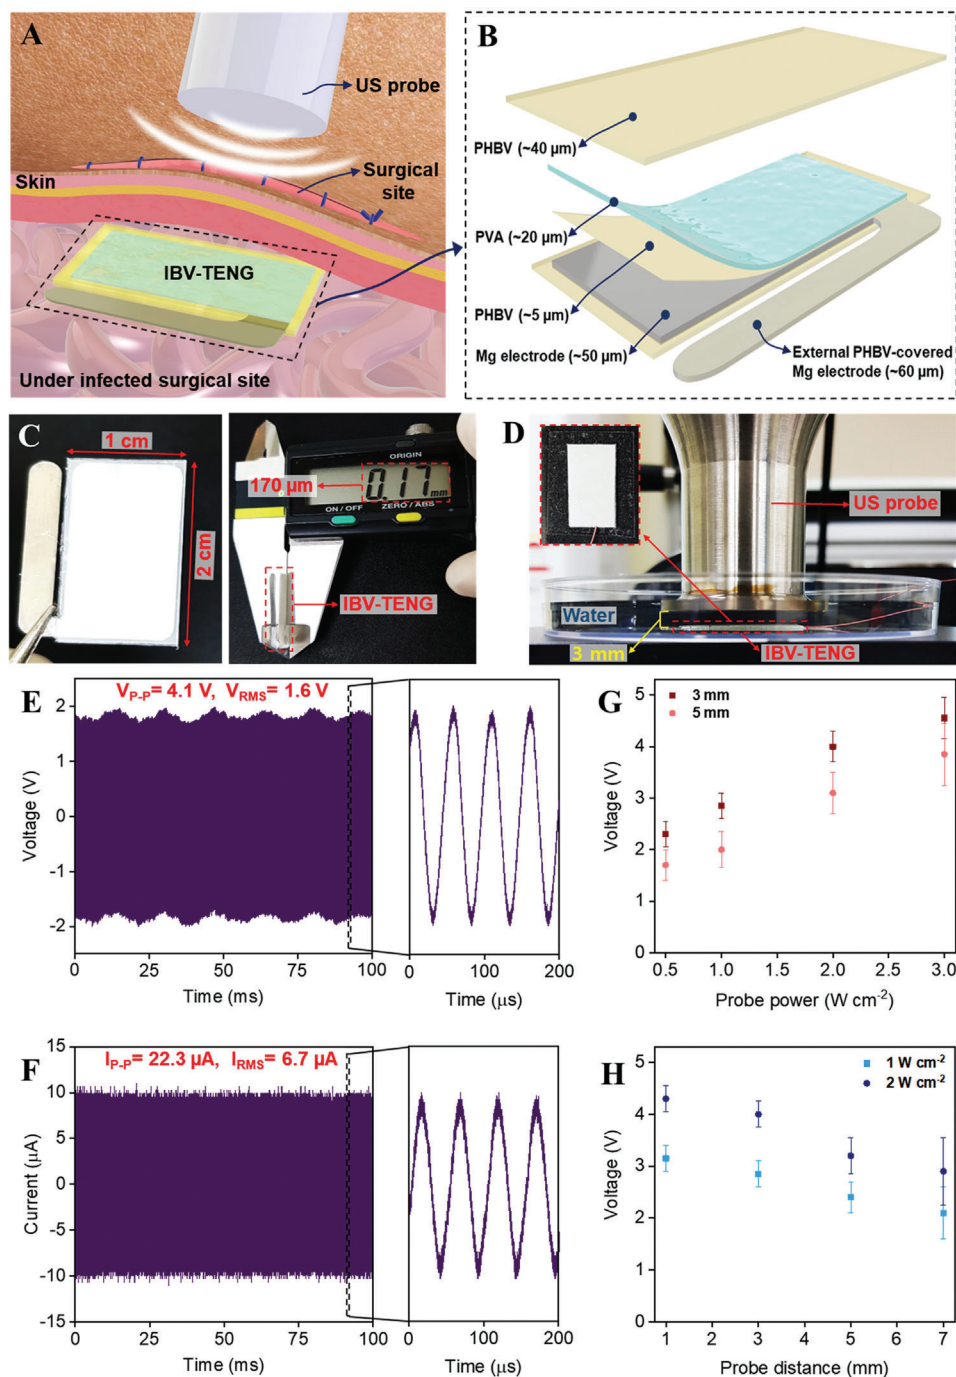 A
US probe
Surgical
site
Skin
IBV-TENG
Under infected surgical site
B
PHBV (~40 µm)
PVA (~20 µm)
PHBV (~5 µm)
Mg electrode (~50 µm)
External PHBV-covered
Mg electrode (~60 µm)
C
1 cm
2 cm
ORIGIN
170 µm
0.17 mm
ON / OFF
ZERO / ABS
IBV-TENG
D
US probe
Water
3 mm
IBV-TENG
E
V P-P = 4.1 V, V RMS = 1.6 V
Voltage (V)
2
1
0
-1
-2
0 25 50 75 100
Time (ms)
0 100 200
Time (µs)
G
3 mm
5 mm
Voltage (V)
5
4
3
2
1
0
0.5 1.0 1.5 2.0 2.5 3.0
Probe power (W cm-2)
F
I P-P = 22.3 µA, I RMS = 6.7 µA
Current (µA)
15
10
5
0
-5
-10
-15
0 25 50 75 100
Time (ms)
0 100 200
Time (µs)
H
1 W cm-2
2 W cm-2
Voltage (V)
5
4
3
2
1
0
1 2 3 4 5 6 7
Probe distance (mm)